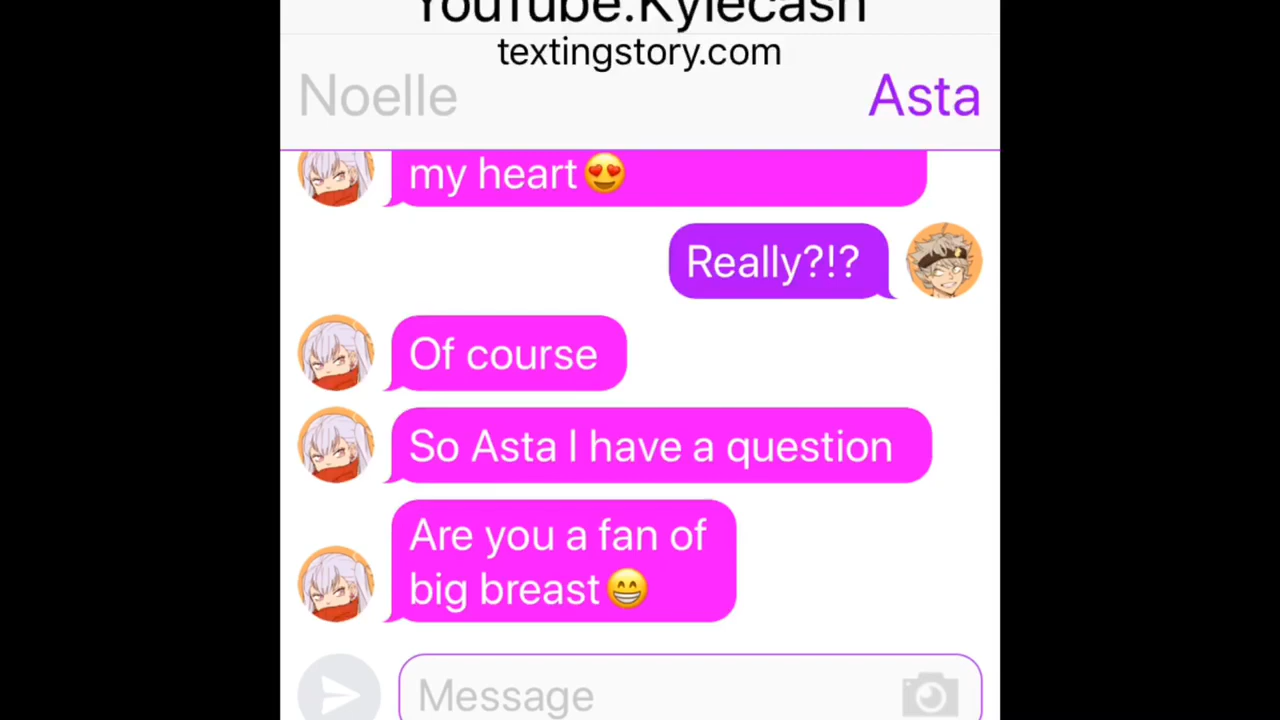 YouTube.Kylecash
textingstory.com
Noelle
Asta
my heart😍
Really?!?
Of course
So Asta I have a question
Are you a fan of
big breast😁
Message